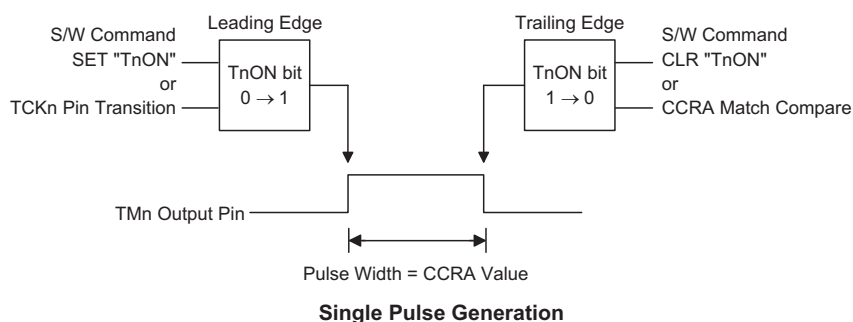 Leading Edge
S/W Command
SET "TnON"
or
TCKn Pin Transition
TnON bit
0 → 1
Trailing Edge
TnON bit
1 → 0
S/W Command
CLR "TnON"
or
CCRA Match Compare
TMn Output Pin
Pulse Width = CCRA Value
Single Pulse Generation